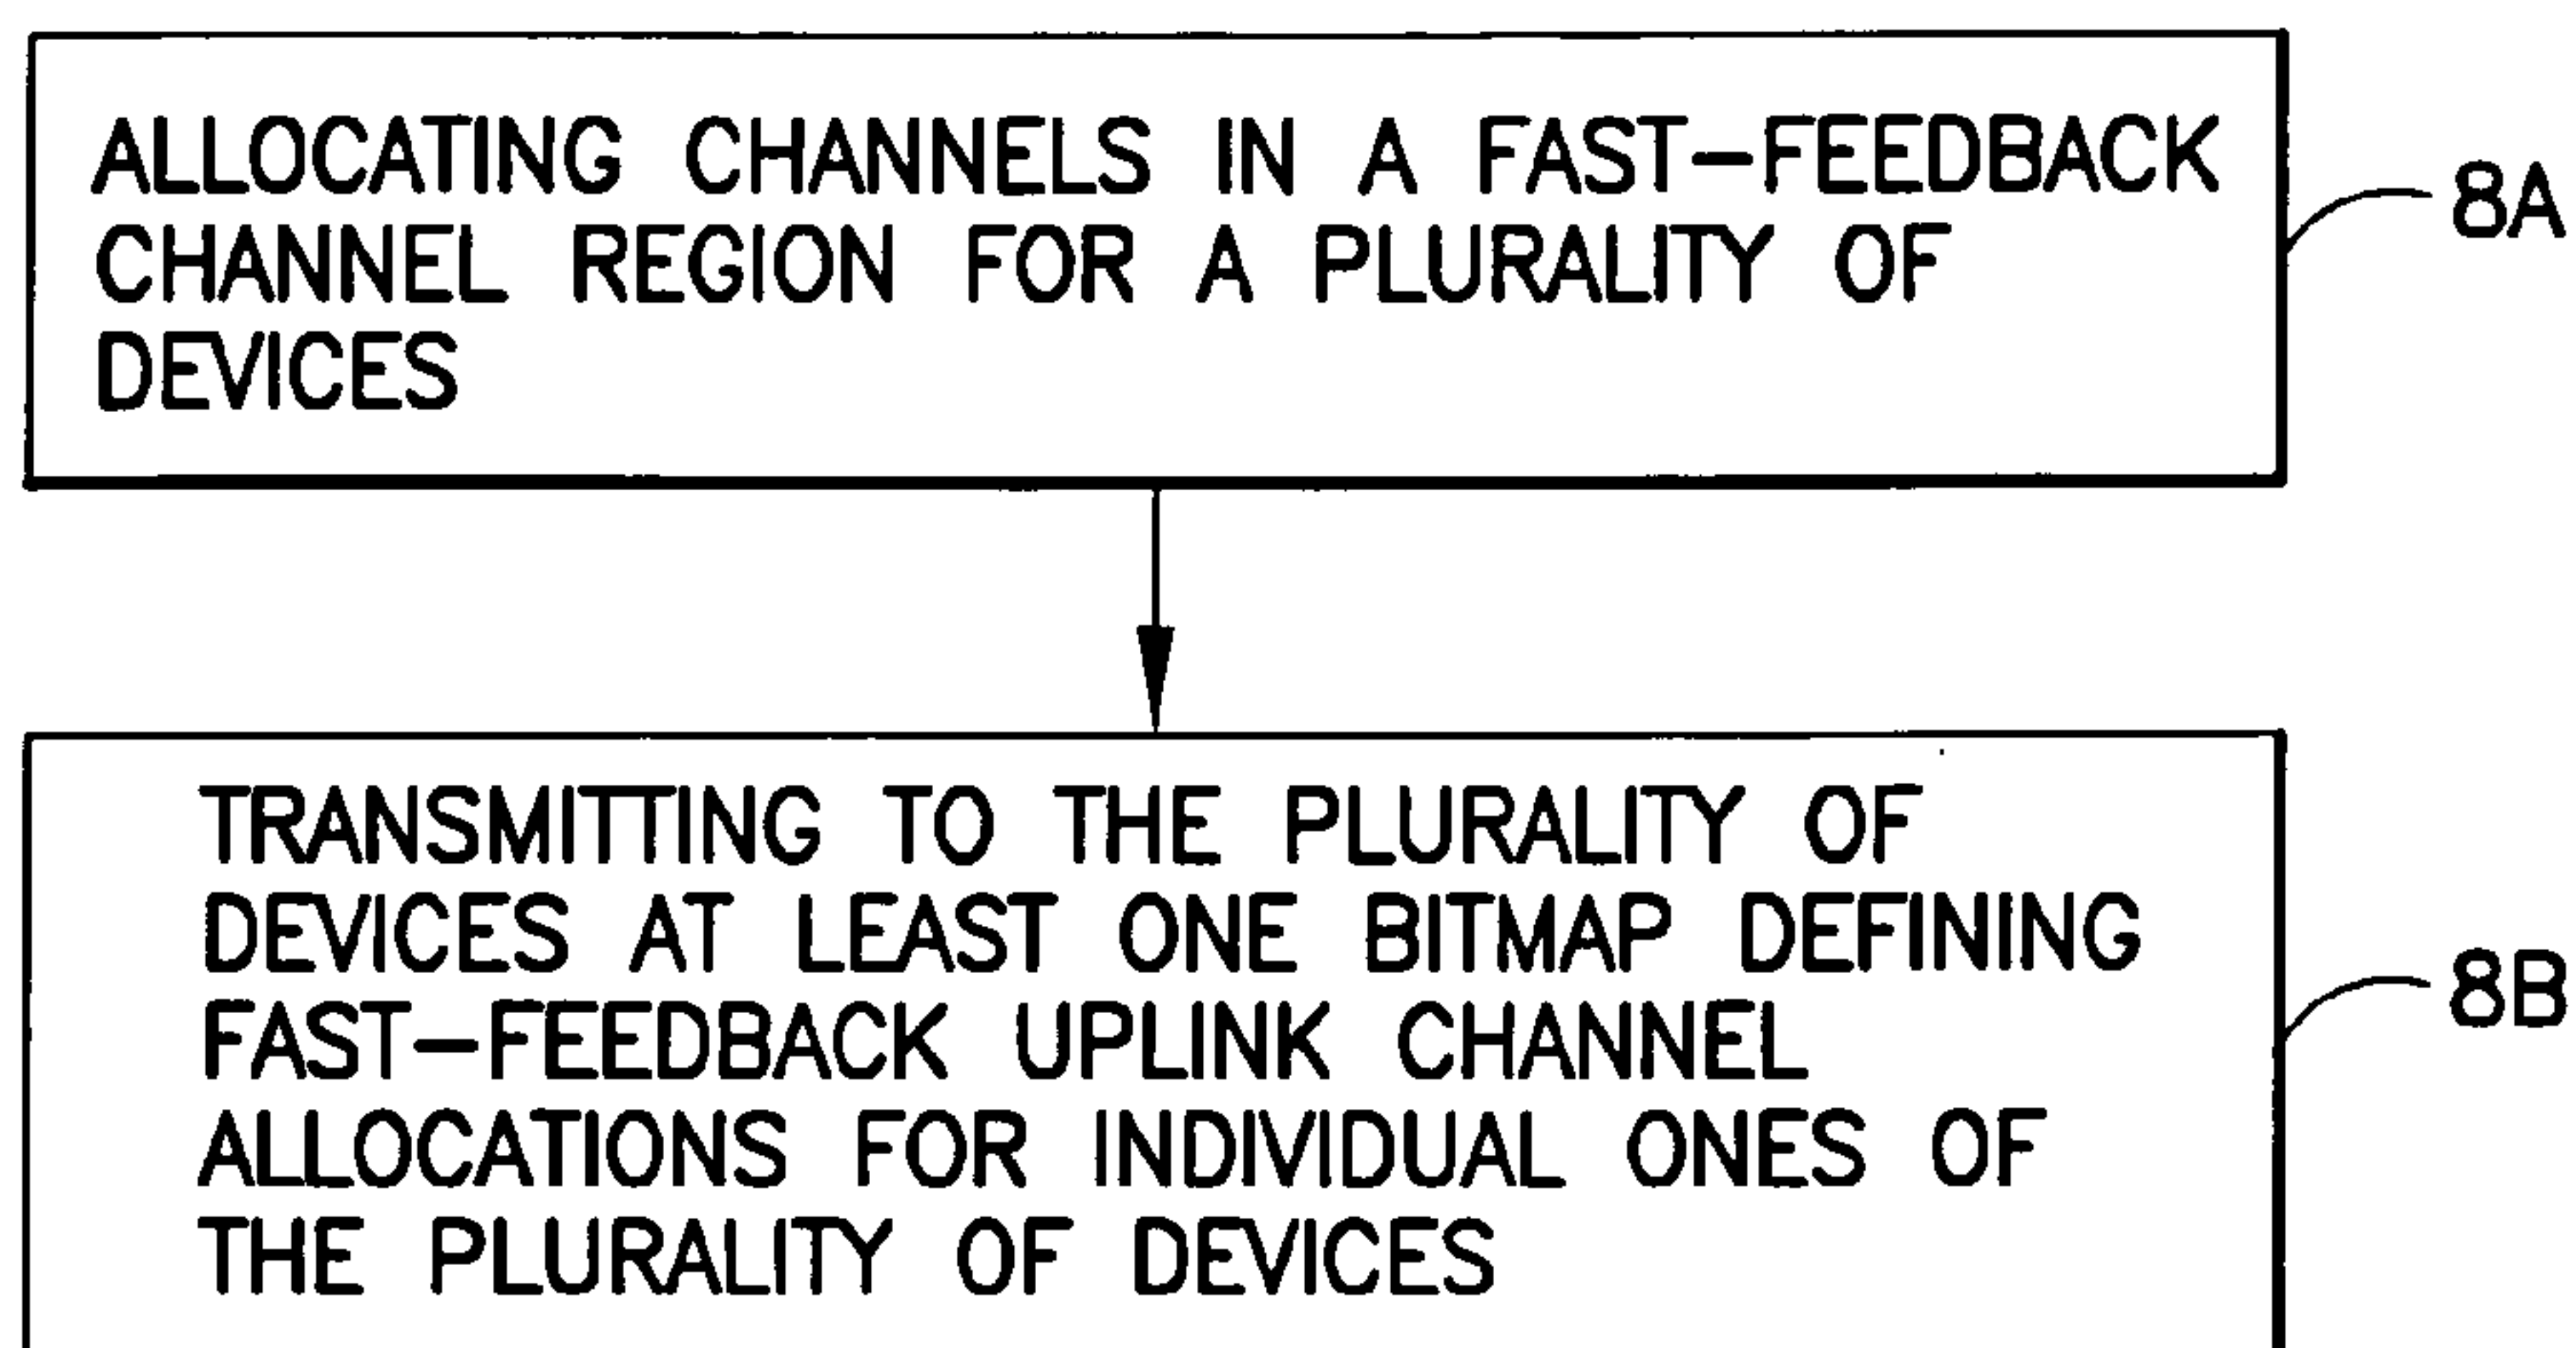 ALLOCATING CHANNELS IN A FAST-FEEDBACK
CHANNEL REGION FOR A PLURALITY OF
DEVICES
8A
TRANSMITTING TO THE PLURALITY OF
DEVICES AT LEAST ONE BITMAP DEFINING
FAST-FEEDBACK UPLINK CHANNEL
ALLOCATIONS FOR INDIVIDUAL ONES OF
THE PLURALITY OF DEVICES
8B